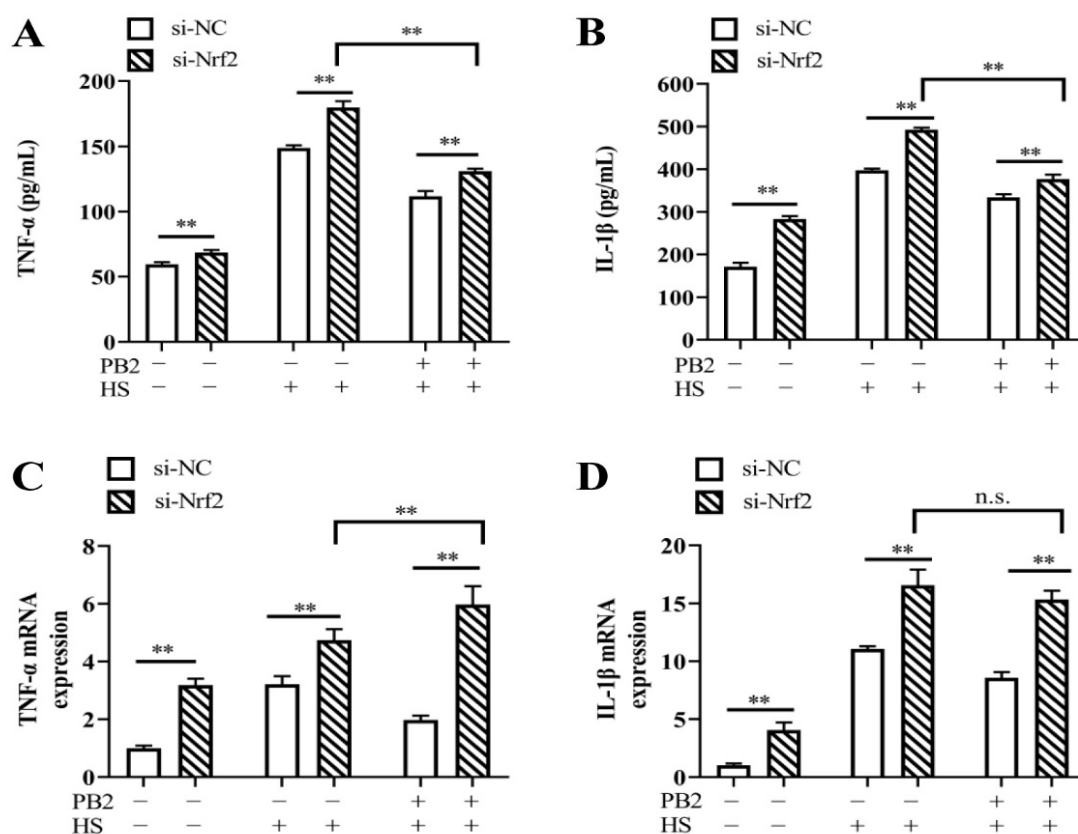 A
si-NC
si-Nrf2
**
**
**
**
TNF-α (pg/mL)
200
150
100
50
0
PB2 − − − − + +
HS − − + + + +
B
si-NC
si-Nrf2
**
**
**
**
IL-1β (pg/mL)
600
500
400
300
200
100
0
PB2 − − − − + +
HS − − + + + +
C
si-NC
si-Nrf2
**
**
**
**
TNF-α mRNA
expression
8
6
4
2
0
PB2 − − − − + +
HS − − + + + +
D
si-NC
si-Nrf2
n.s.
**
**
**
IL-1β mRNA
expression
20
15
10
5
0
PB2 − − − − + +
HS − − + + + +